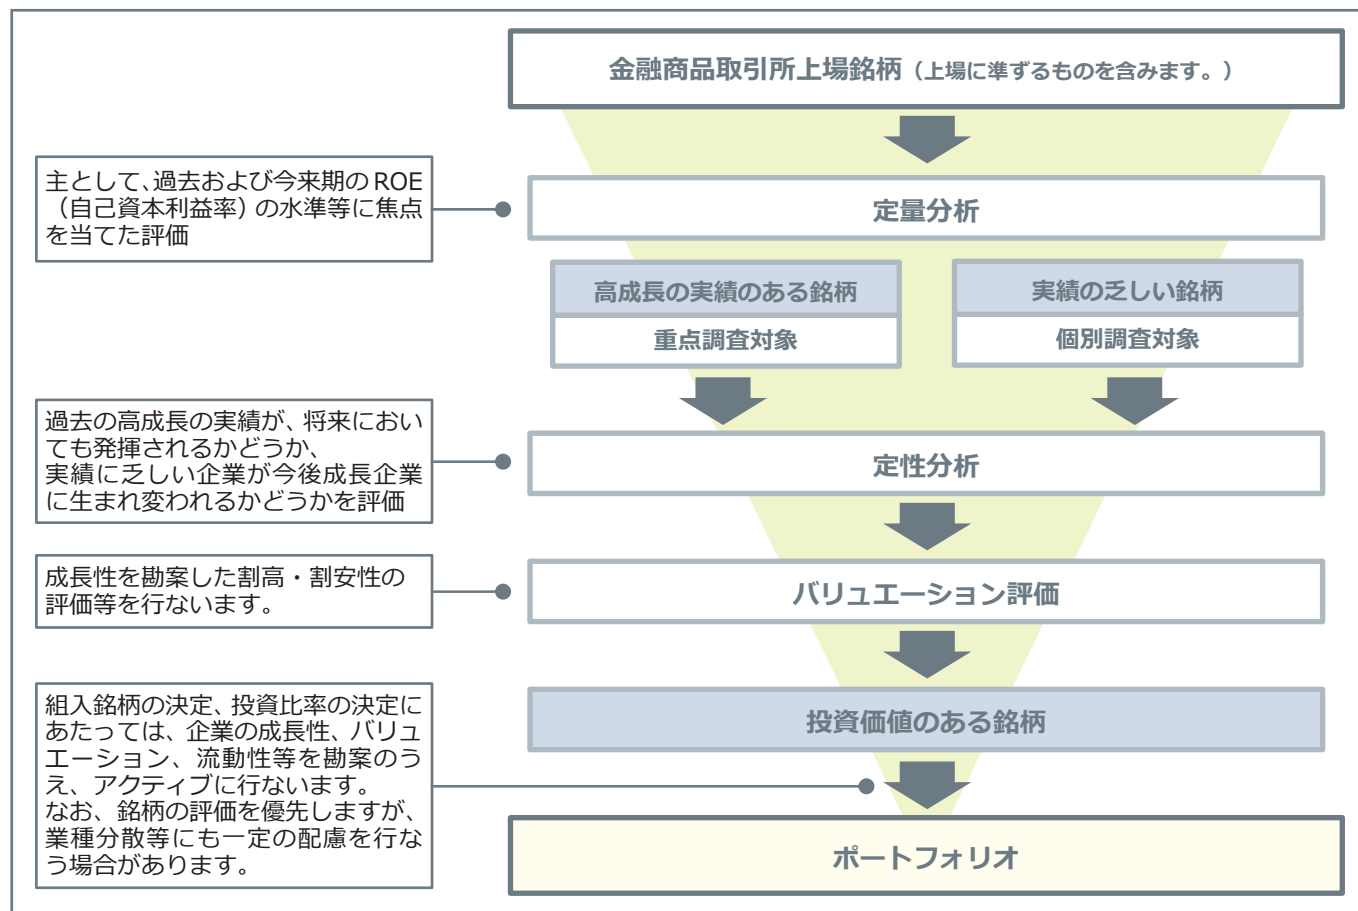 金融商品取引所上場銘柄（上場に準ずるものを含みます。）
主として、過去および今来期のROE
（自己資本利益率）の水準等に焦点
を当てた評価
定量分析
高成長の実績のある銘柄
重点調査対象
実績の乏しい銘柄
個別調査対象
過去の高成長の実績が、将来におい
ても発揮されるかどうか、
実績に乏しい企業が今後成長企業
に生まれ変われるかどうかを評価
定性分析
成長性を勘案した割高・割安性の
評価等を行ないます。
バリュエーション評価
投資価値のある銘柄
組入銘柄の決定、投資比率の決定に
あたっては、企業の成長性、バリュ
エーション、流動性等を勘案のう
え、アクティブに行ないます。
なお、銘柄の評価を優先しますが、
業種分散等にも一定の配慮を行な
う場合があります。
ポートフォリオ